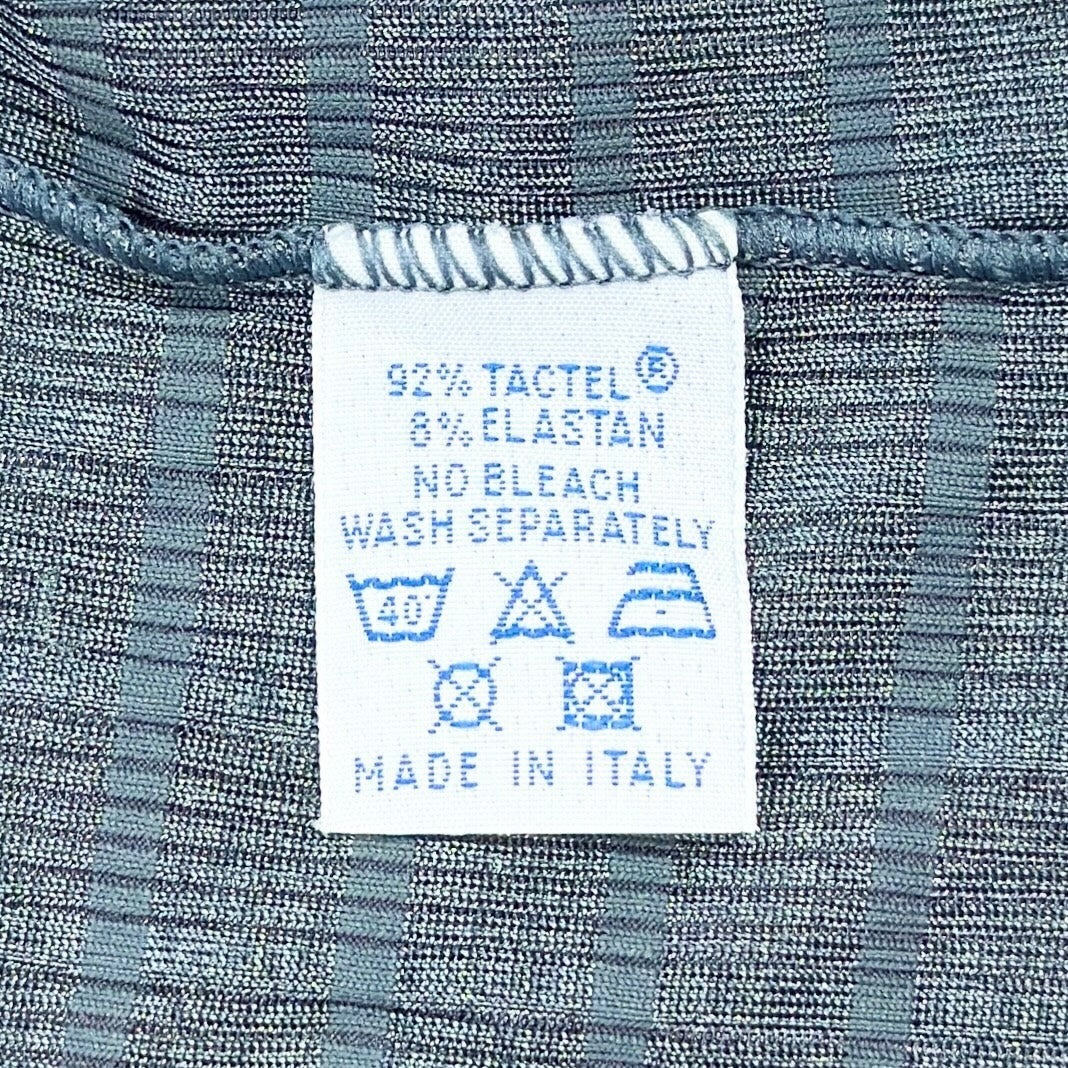 92% TACTEL®
8% ELASTAN
NO BLEACH
WASH SEPARATELY
40°
MADE IN ITALY